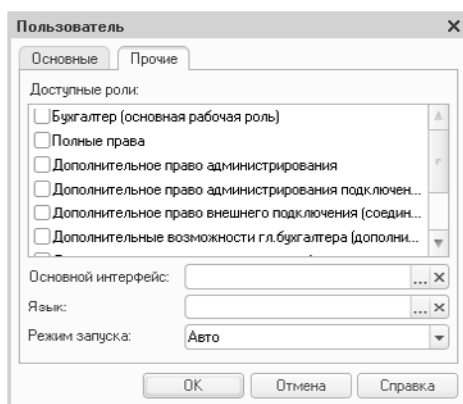 Пользователь
Основные Прочие
Доступные роли:
Бухгалтер (основная рабочая роль)
Полные права
Дополнительное право администрирования
Дополнительное право администрирования подключен...
Дополнительное право внешнего подключения (соедин...
Дополнительные возможности гл.бухгалтера (дополни...
Основной интерфейс: ...
Язык: ...
Режим запуска: Авто
OK Отмена Справка